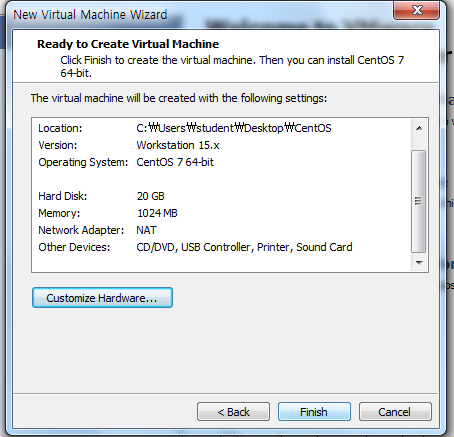 New Virtual Machine Wizard
Ready to Create Virtual Machine
Click Finish to create the virtual machine. Then you can install CentOS 7
64-bit.
The virtual machine will be created with the following settings:
Location: C:₩Users₩student₩Desktop₩CentOS
Version: Workstation 15.x
Operating System: CentOS 7 64-bit
Hard Disk: 20 GB
Memory: 1024 MB
Network Adapter: NAT
Other Devices: CD/DVD, USB Controller, Printer, Sound Card
Customize Hardware...
< Back Finish Cancel